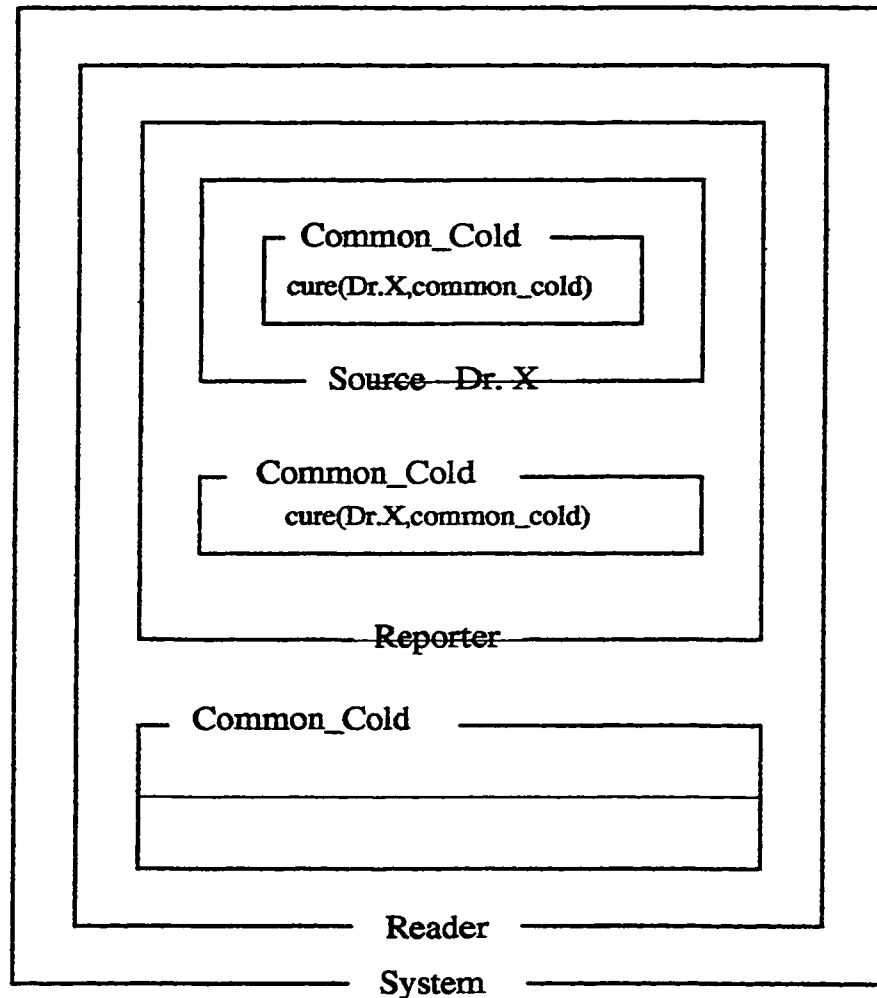 Common_Cold
cure(Dr.X,common_cold)
Source Dr. X
Common_Cold
cure(Dr.X,common_cold)
Reporter
Common_Cold
Reader
System